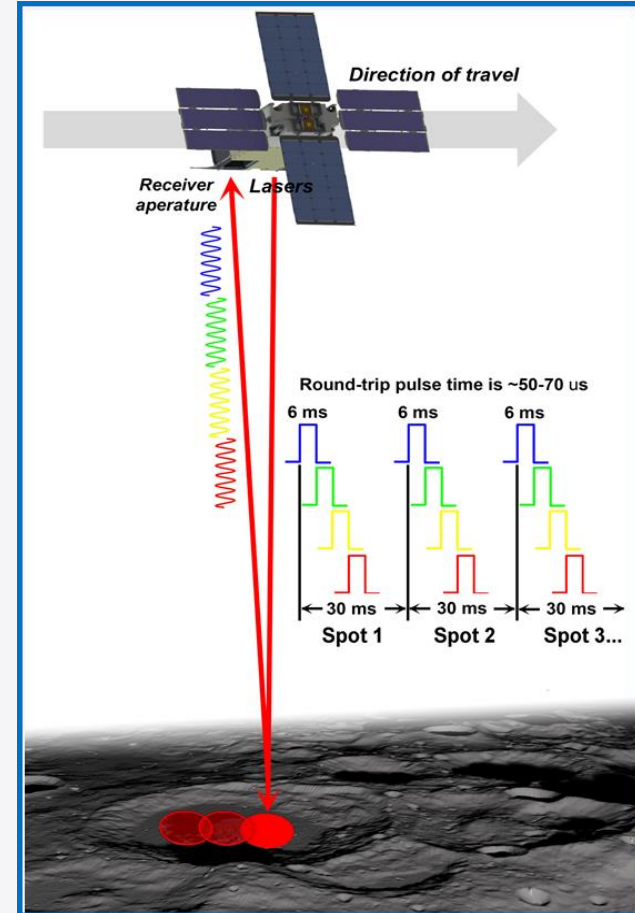 Direction of travel
Receiver
aperature
Lasers
Round-trip pulse time is ~50-70 us
6 ms 6 ms 6 ms
30 ms 30 ms 30 ms
Spot 1 Spot 2 Spot 3...